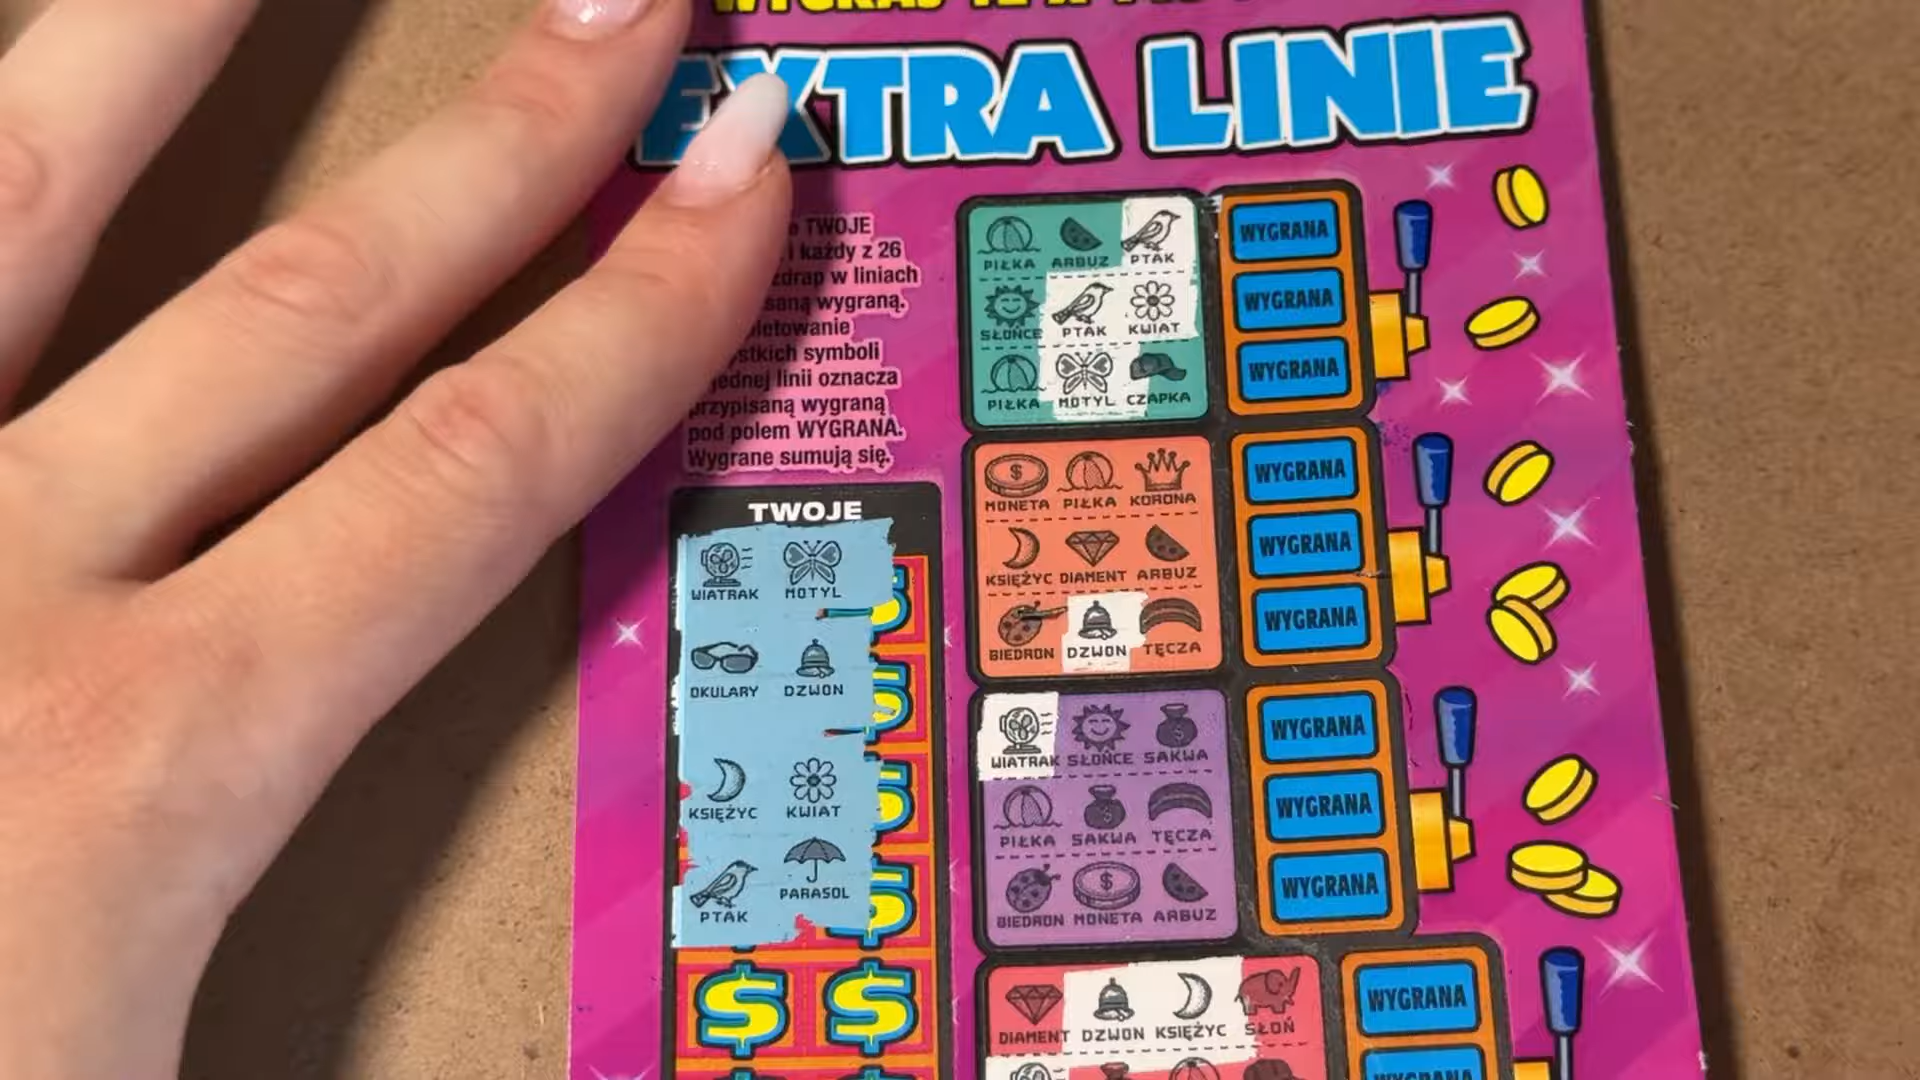 EXTRA LINIE
TWOJE
i każdy z 26
zdrap w liniach
wygraną.
symboli
jednej linii oznacza
przypisaną wygraną
pod polem WYGRANA.
Wygrane sumują się.
TWOJE
WIATRAK MOTYL
OKULARY DZWON
KSIĘŻYC KWIAT
PTAK PARASOL
$ $
PIŁKA ARBUZ PTAK
SŁOŃCE PTAK KWIAT
PIŁKA MOTYL CZAPKA
WYGRANA
WYGRANA
WYGRANA
MONETA PIŁKA KORONA
KSIĘŻYC DIAMENT ARBUZ
BIEDRON DZWON TĘCZA
WYGRANA
WYGRANA
WYGRANA
WIATRAK SŁOŃCE SAKWA
PIŁKA SAKWA TĘCZA
BIEDRON MONETA ARBUZ
WYGRANA
WYGRANA
WYGRANA
DIAMENT DZWON KSIĘŻYC SŁOŃ
WYGRANA
WYGRANA